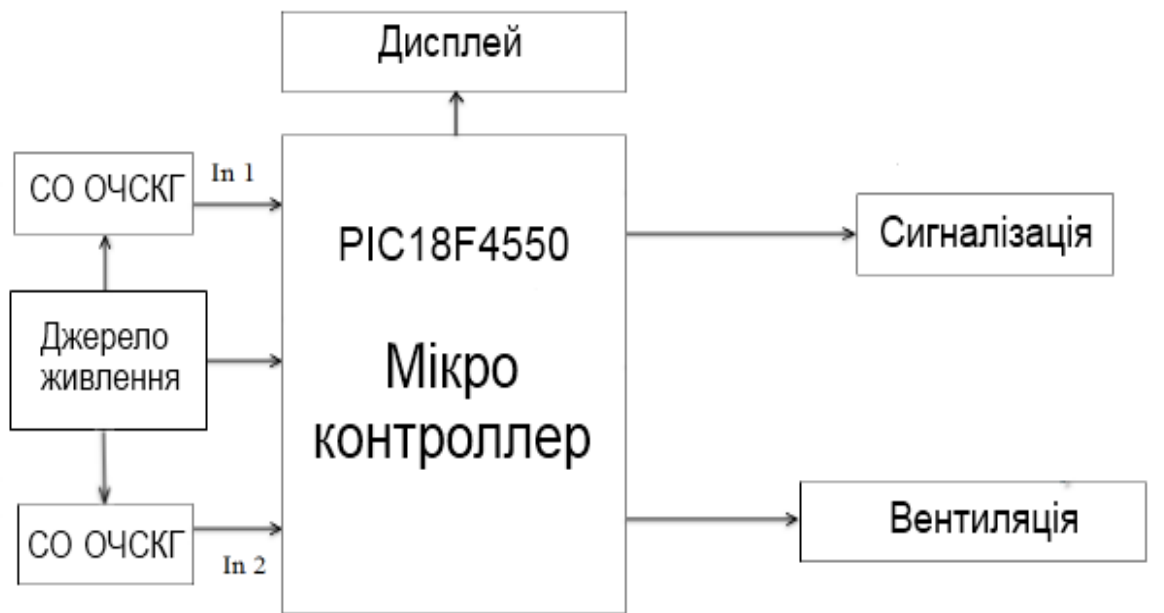 Дисплей
СО ОЧСКГ
In 1
PIC18F4550
Сигналізація
Джерело
живлення
Мікро
контроллер
СО ОЧСКГ
In 2
Вентиляція